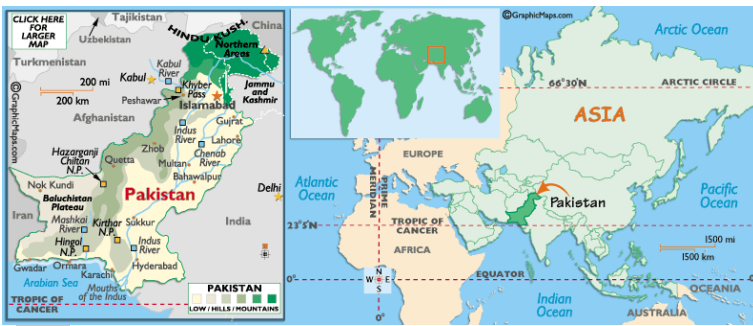 CLICK HERE
FOR
LARGER
MAP
Tajikistan
China
Uzbekistan
HINDU KUSH
Turkmenistan
Northern
Areas
200 mi
200 km
Kabul
Kabul
River
Khyber
Pass
Peshawar
Islamabad
Jammu
and
Kashmir
©GraphicMaps.com
Afghanistan
Indus
River
Gujrat
Lahore
Hazarganji
Chiltan
N.P.
Zhob
Chenab
River
Quetta
Multan
Bahawalpur
Nok Kundi
Pakistan
Delhi
Baluchistan
Plateau
Iran
Mashkai
River
Kirthar
N.P.
Sukkur
India
Hingol
N.P.
Indus
River
Gwadar
Ormara
Karachi
Hyderabad
Arabian Sea
Mouths
of the Indus
TROPIC OF
CANCER
PAKISTAN
LOW / HILLS / MOUNTAINS
©GraphicMaps.com
Arctic Ocean
66°30'N
ARCTIC CIRCLE
ASIA
EUROPE
Atlantic
Ocean
PRIME
MERIDIAN
Pacific
Ocean
Pakistan
23°5'N
TROPIC OF
CANCER
AFRICA
1500 mi
1500 km
0°
N
W E
S
EQUATOR
0°
OCEANIA
Indian
Ocean
AUSTRALIA
0°